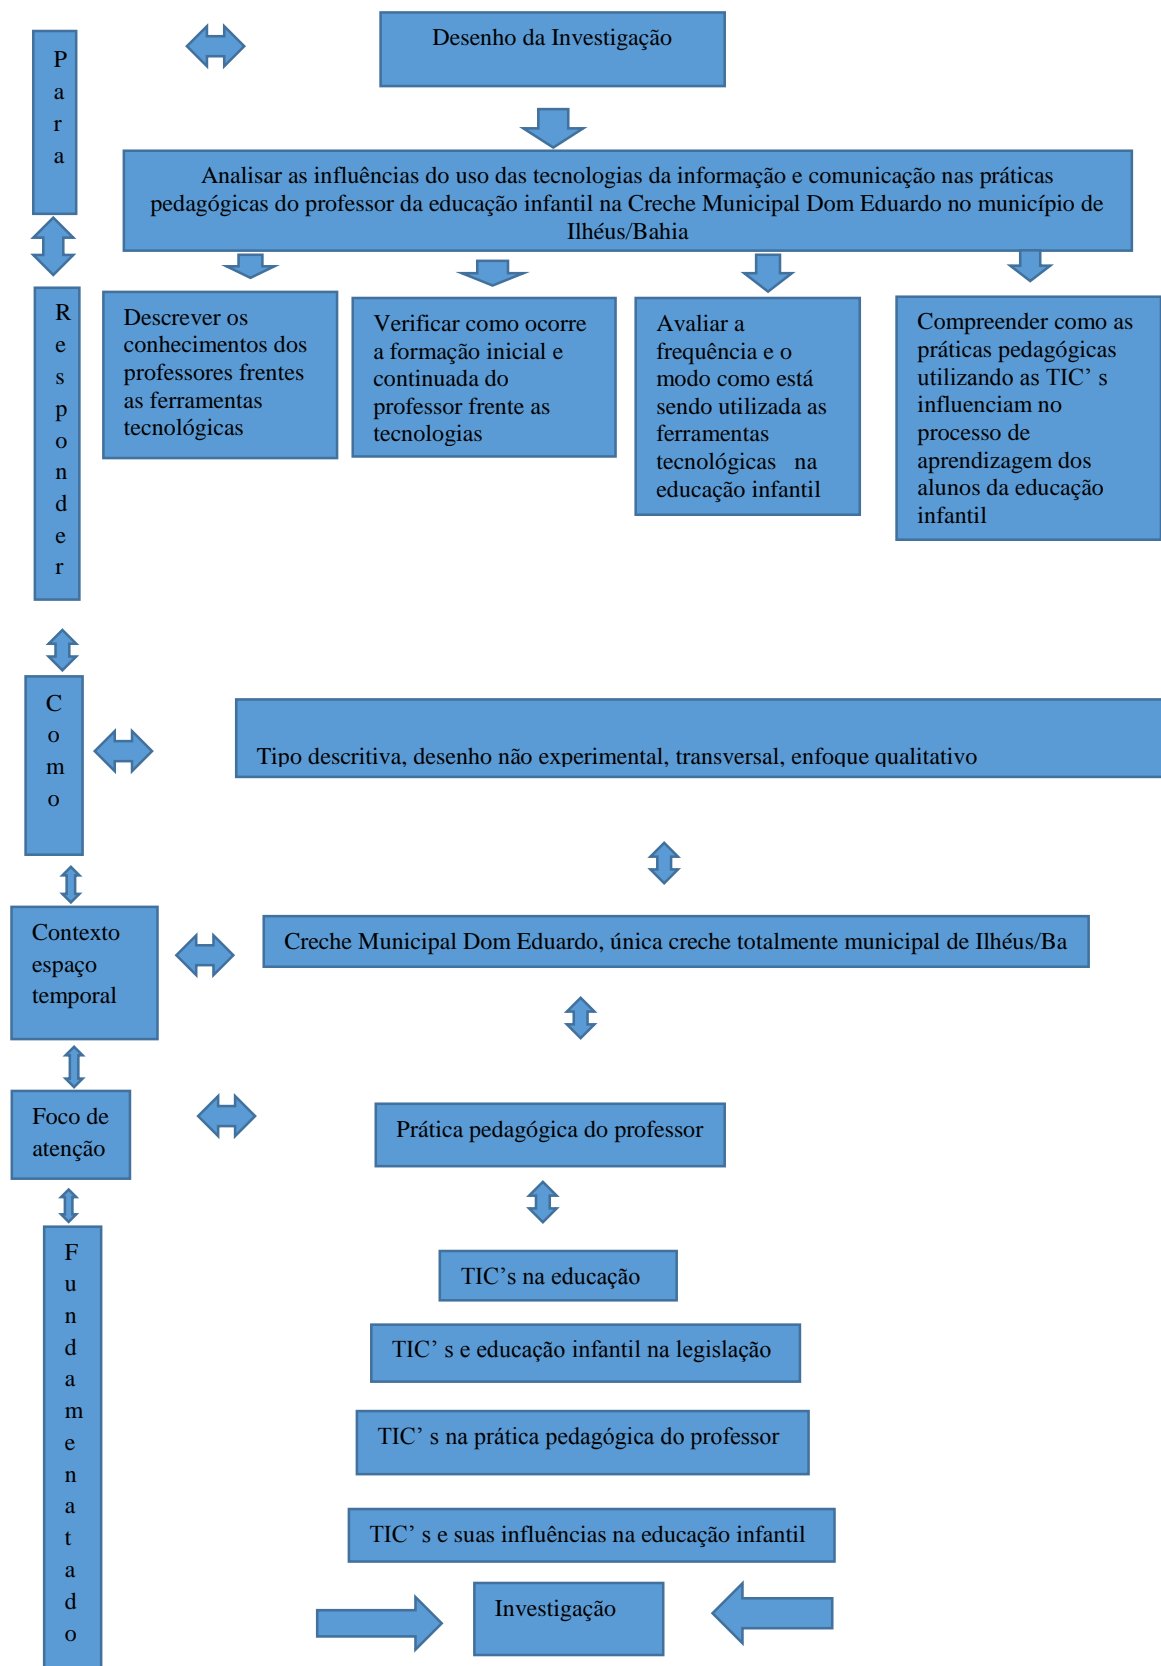 Para
Desenho da Investigação
Analisar as influências do uso das tecnologias da informação e comunicação nas práticas
pedagógicas do professor da educação infantil na Creche Municipal Dom Eduardo no município de
Ilhéus/Bahia
Responder
Descrever os
conhecimentos dos
professores frentes
as ferramentas
tecnológicas
Verificar como ocorre
a formação inicial e
continuada do
professor frente as
tecnologias
Avaliar a
frequência e o
modo como está
sendo utilizada as
ferramentas
tecnológicas na
educação infantil
Compreender como as
práticas pedagógicas
utilizando as TIC’ s
influenciam no
processo de
aprendizagem dos
alunos da educação
infantil
Como
Tipo descritiva, desenho não experimental, transversal, enfoque qualitativo
Contexto
espaço
temporal
Creche Municipal Dom Eduardo, única creche totalmente municipal de Ilhéus/Ba
Foco de
atenção
Prática pedagógica do professor
Fundamenatado
TIC’s na educação
TIC’ s e educação infantil na legislação
TIC’ s na prática pedagógica do professor
TIC’ s e suas influências na educação infantil
Investigação